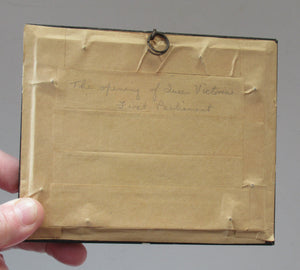 The opening of Queen Victoria's
First Parliament